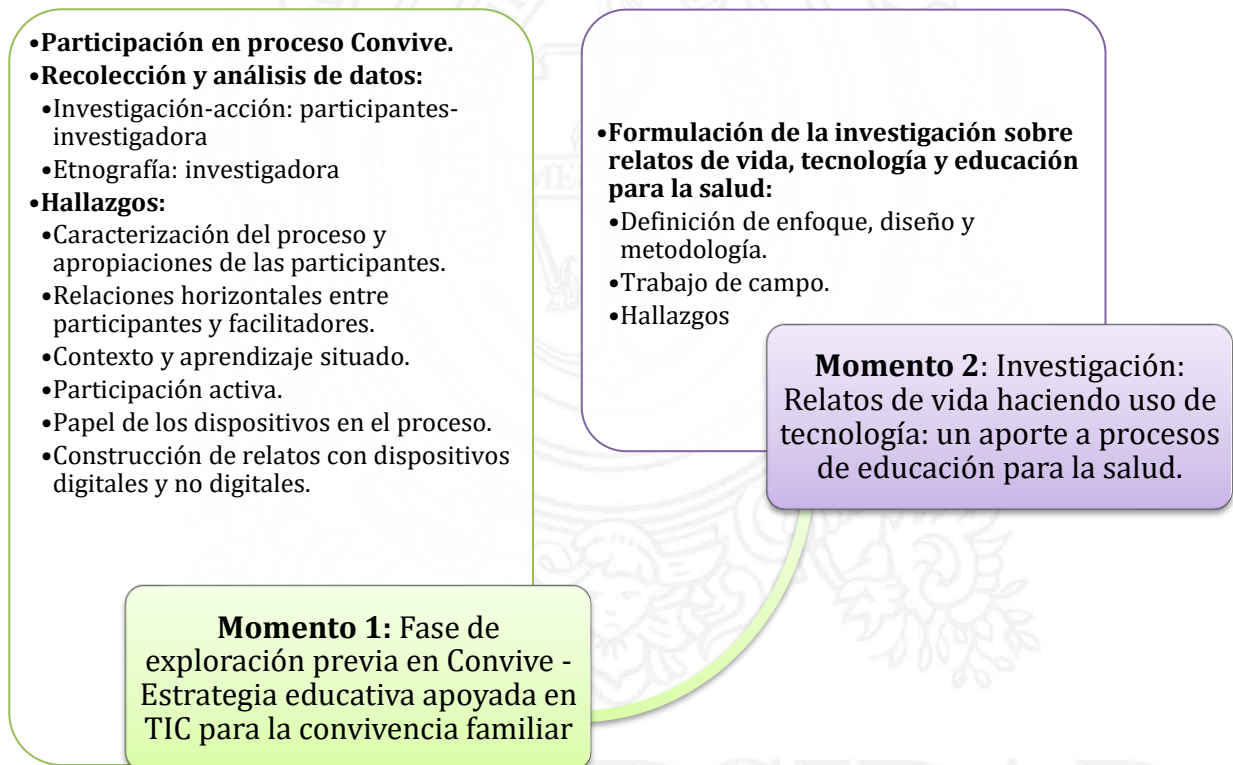 •Participación en proceso Convive.
•Recolección y análisis de datos:
•Investigación-acción: participantes-
investigadora
•Etnografía: investigadora
•Hallazgos:
•Caracterización del proceso y
apropiaciones de las participantes.
•Relaciones horizontales entre
participantes y facilitadores.
•Contexto y aprendizaje situado.
•Participación activa.
•Papel de los dispositivos en el proceso.
•Construcción de relatos con dispositivos
digitales y no digitales.
Momento 1: Fase de
exploración previa en Convive -
Estrategia educativa apoyada en
TIC para la convivencia familiar
•Formulación de la investigación sobre
relatos de vida, tecnología y educación
para la salud:
•Definición de enfoque, diseño y
metodología.
•Trabajo de campo.
•Hallazgos
Momento 2: Investigación:
Relatos de vida haciendo uso de
tecnología: un aporte a procesos
de educación para la salud.